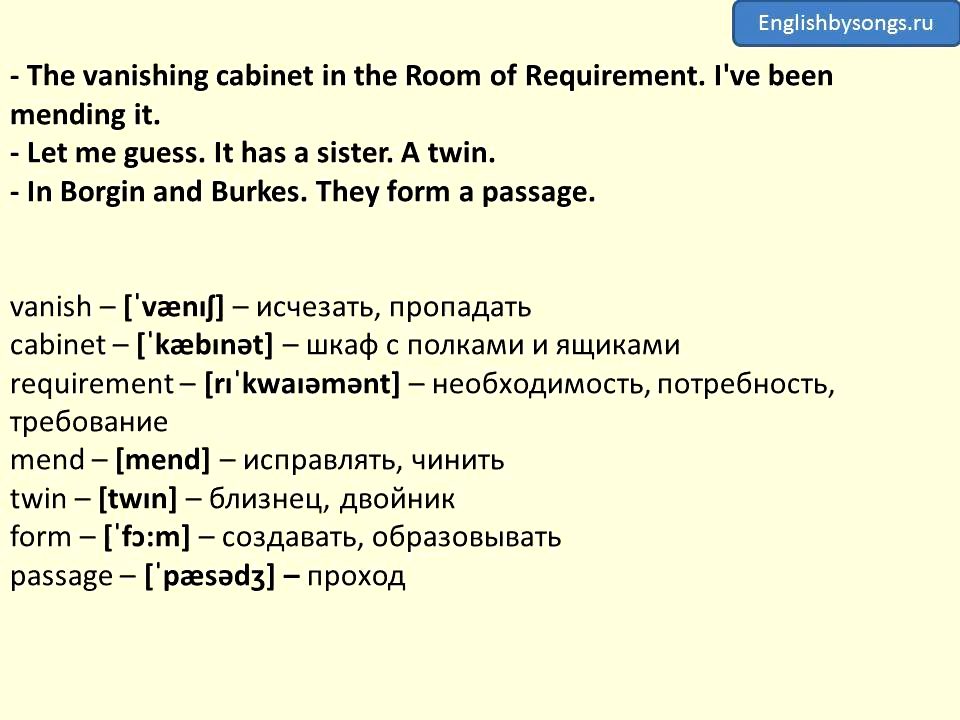 Englishbysongs.ru
- The vanishing cabinet in the Room of Requirement. I've been
mending it.
- Let me guess. It has a sister. A twin.
- In Borgin and Burkes. They form a passage.
vanish – [ˈvænɪʃ] – исчезать, пропадать
cabinet – [ˈkæbɪnət] – шкаф с полками и ящиками
requirement – [rɪˈkwaɪəmənt] – необходимость, потребность,
требование
mend – [mend] – исправлять, чинить
twin – [twɪn] – близнец, двойник
form – [ˈfɔ:m] – создавать, образовывать
passage – [ˈpæsədʒ] – проход